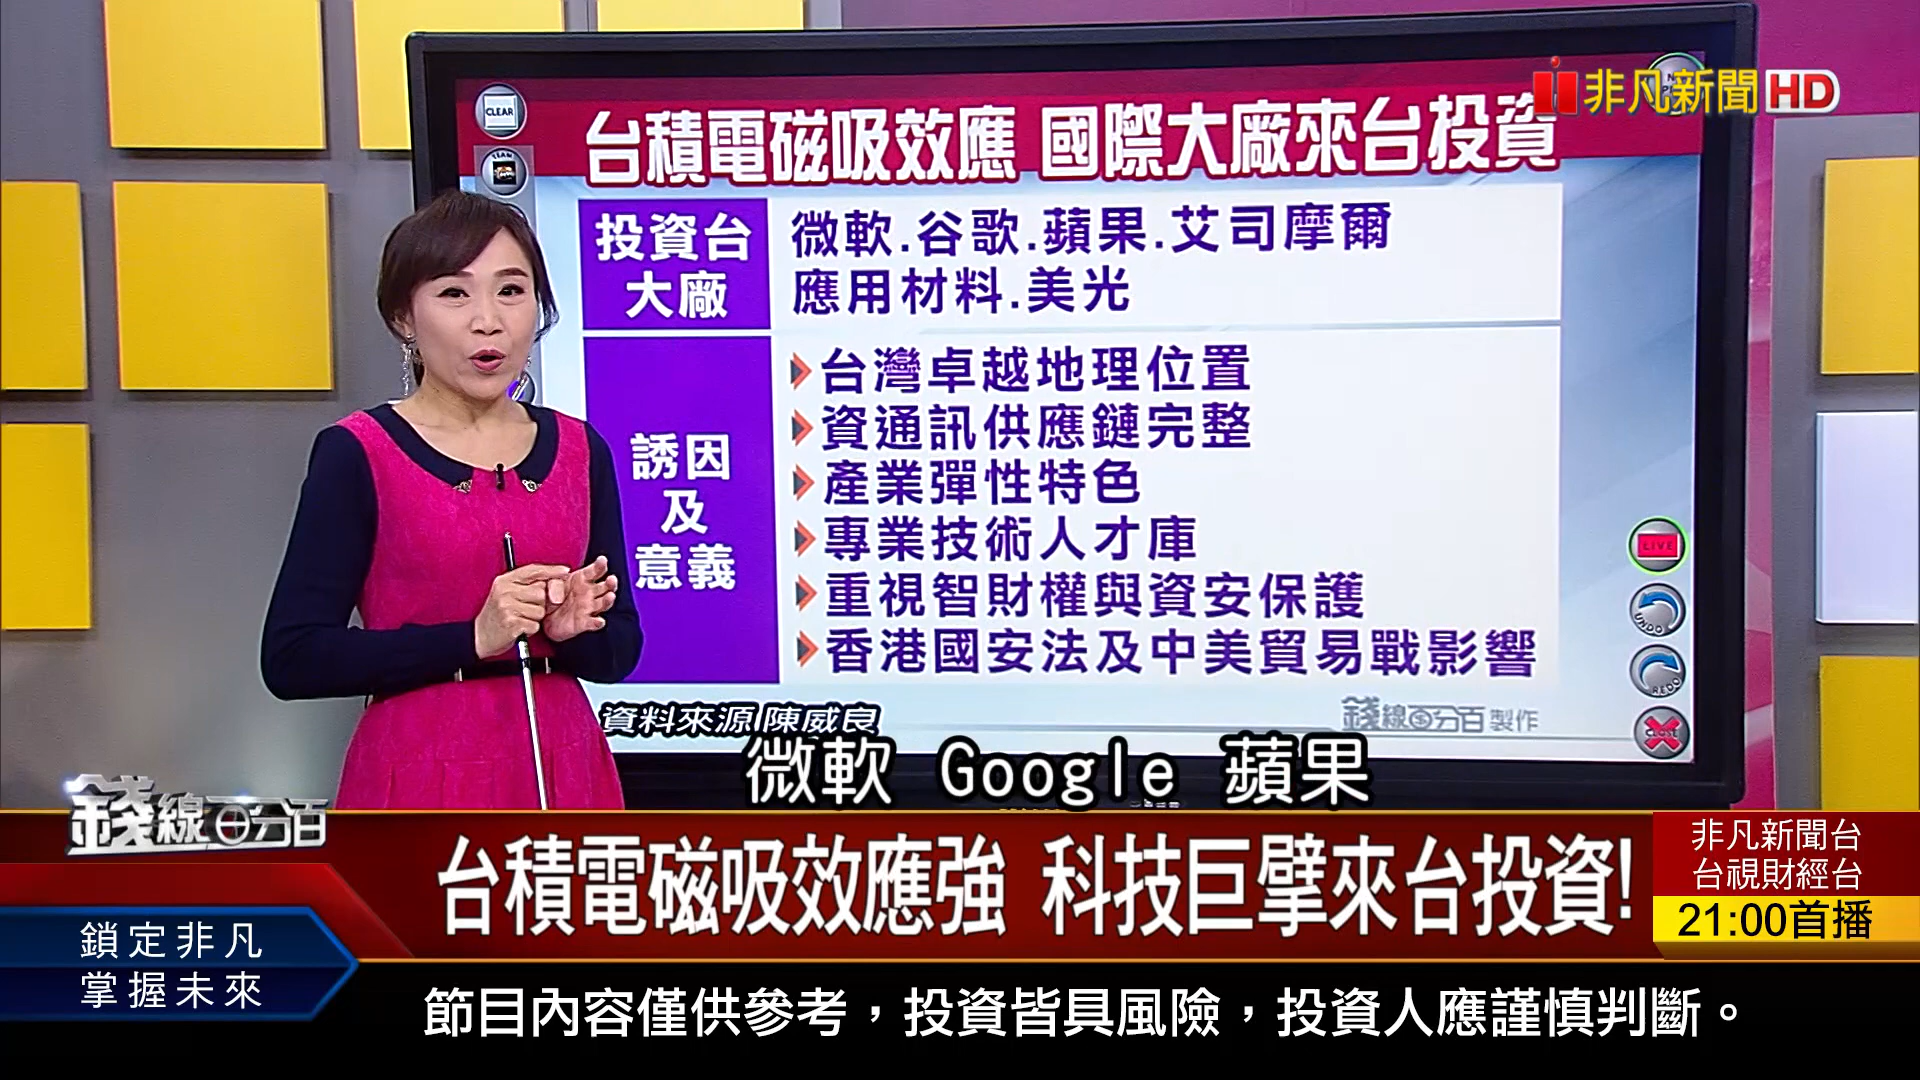 非凡新聞HD
CLEAR
台積電磁吸效應 國際大廠來台投資
投資台
大廠
微軟.谷歌.蘋果.艾司摩爾
應用材料.美光
誘因
及
意義
台灣卓越地理位置
資通訊供應鏈完整
產業彈性特色
專業技術人才庫
重視智財權與資安保護
香港國安法及中美貿易戰影響
LIVE
UNDO
REDO
CLOSE
資料來源 陳威良
錢線百分百 製作
微軟 Google 蘋果
錢線百分百
台積電磁吸效應強 科技巨擘來台投資!
非凡新聞台
台視財經台
21:00首播
鎖定非凡
掌握未來
節目內容僅供參考，投資皆具風險，投資人應謹慎判斷。